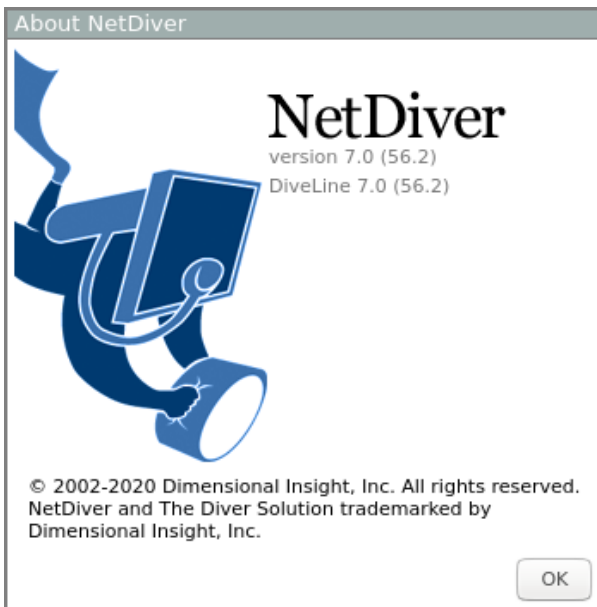 About NetDiver
NetDiver
version 7.0 (56.2)
DiveLine 7.0 (56.2)
© 2002-2020 Dimensional Insight, Inc. All rights reserved.
NetDiver and The Diver Solution trademarked by
Dimensional Insight, Inc.
OK